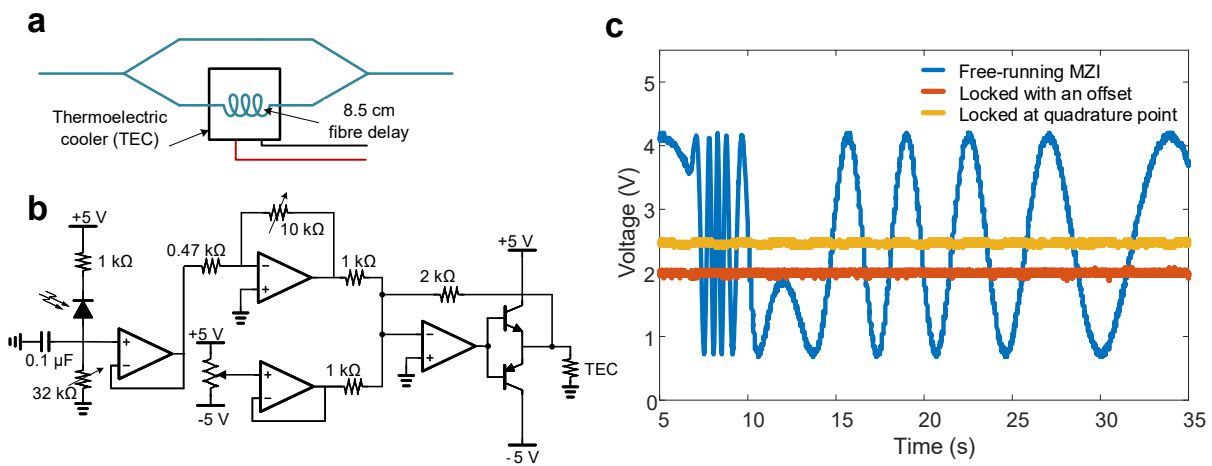 a
Thermoelectric
cooler (TEC)
8.5 cm
fibre delay
b
+5 V
1 kΩ
0.1 µF
32 kΩ
0.47 kΩ
10 kΩ
1 kΩ
2 kΩ
+5 V
-5 V
1 kΩ
+5 V
TEC
-5 V
c
Free-running MZI
Locked with an offset
Locked at quadrature point
Voltage (V)
5
4
3
2
1
0
5 10 15 20 25 30 35
Time (s)